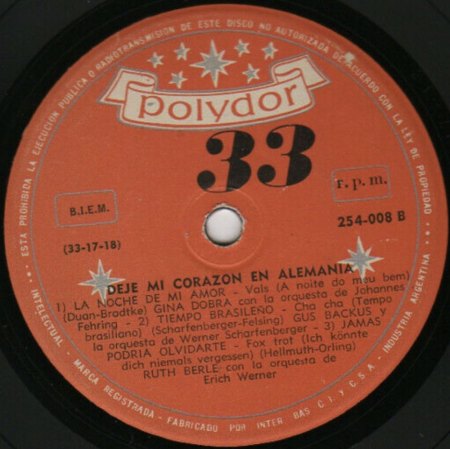 ESTA PROHIBIDA LA EJECUCION PUBLICA O RADIOTRANSMISION DE ESTE DISCO NO AUTORIZADA DE ACUERDO CON LA LEY DE PROPIEDAD INTELECTUAL
polydor
33
r. p. m.
B.I.E.M.
254-008 B
(33-17-18)
DEJE MI CORAZON EN ALEMANIA
1) LA NOCHE DE MI AMOR - Vals (A noite do meu bem)
(Duan-Bradtke) GINA DOBRA con la orquesta de Johannes
Fehring - 2) TIEMPO BRASILEÑO - Cha cha (Tempo
brasiliano) (Scharfenberger-Felsing) GUS BACKUS y
la orquesta de Werner Scharfenberger - 3) JAMAS
PODRIA OLVIDARTE - Fox trot (Ich könnte
dich niemals vergessen) (Hellmuth-Orling)
RUTH BERLE con la orquesta de
Erich Werner
MARCA REGISTRADA - FABRICADO POR INTER BAS C. I. Y C. S. A. - INDUSTRIA ARGENTINA